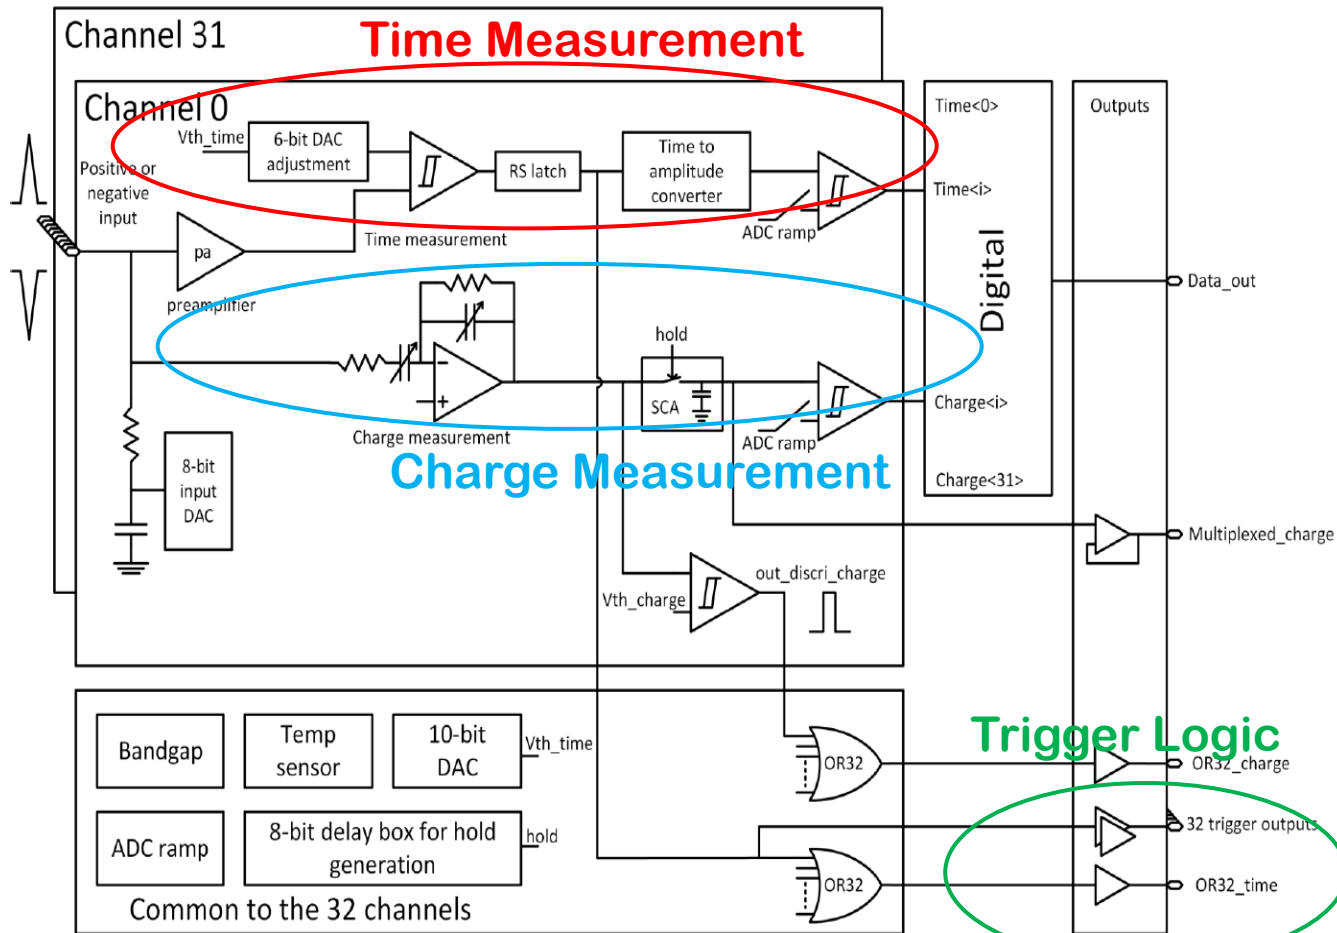 Channel 31
Time Measurement
Channel 0
Vth_time
6-bit DAC
adjustment
RS latch
Time to
amplitude
converter
Positive or
negative
input
pa
preamplifier
Time measurement
ADC ramp
Time<0>
Time<i>
Digital
Charge<i>
Charge<31>
Outputs
Data_out
hold
SCA
ADC ramp
Charge measurement
Charge Measurement
8-bit
input
DAC
Multiplexed_charge
out_discri_charge
Vth_charge
Bandgap
Temp
sensor
10-bit
DAC
Vth_time
ADC ramp
8-bit delay box for hold
generation
hold
Common to the 32 channels
OR32
OR32
Trigger Logic
OR32_charge
32 trigger outputs
OR32_time